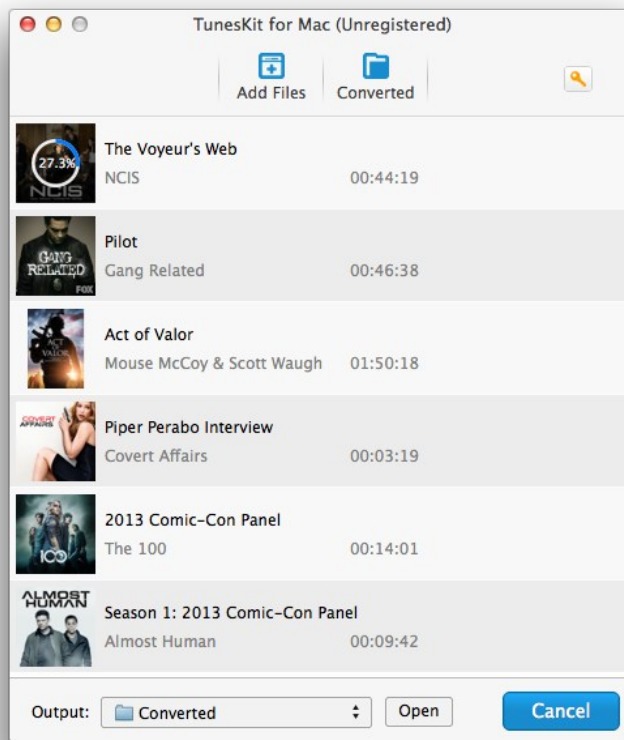 TunesKit for Mac (Unregistered)
Add Files
Converted
27.3%
NCIS
The Voyeur's Web
NCIS
00:44:19
GANG
RELATED
FOX
Pilot
Gang Related
00:46:38
ACT
OF
VALOR
Act of Valor
Mouse McCoy & Scott Waugh
01:50:18
COVERT
AFFAIRS
Piper Perabo Interview
Covert Affairs
00:03:19
100
2013 Comic-Con Panel
The 100
00:14:01
ALMOST
HUMAN
Season 1: 2013 Comic-Con Panel
Almost Human
00:09:42
Output:
Converted
Open
Cancel